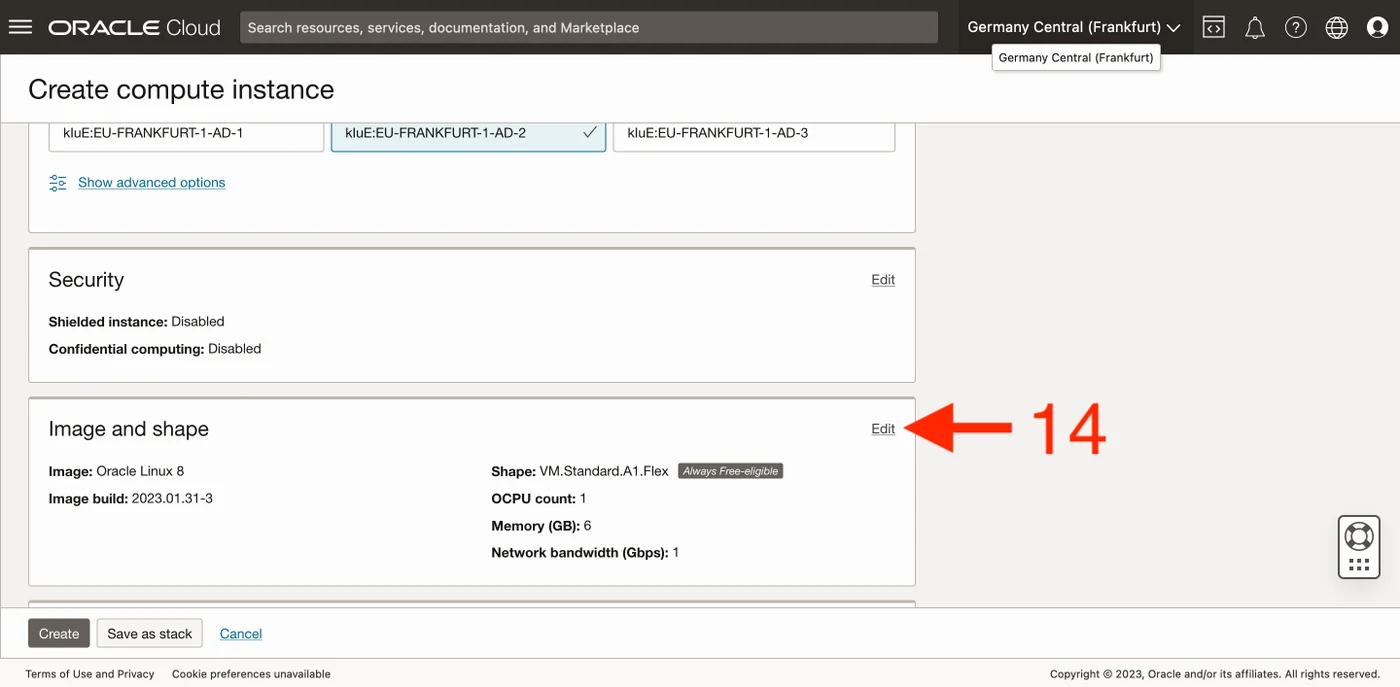 ORACLE Cloud
Search resources, services, documentation, and Marketplace
Germany Central (Frankfurt)
Germany Central (Frankfurt)
Create compute instance
kIuE:EU-FRANKFURT-1-AD-1
kIuE:EU-FRANKFURT-1-AD-2
kIuE:EU-FRANKFURT-1-AD-3
Show advanced options
Security
Edit
Shielded instance: Disabled
Confidential computing: Disabled
Image and shape
Edit
14
Image: Oracle Linux 8
Image build: 2023.01.31-3
Shape: VM.Standard.A1.Flex Always Free-eligible
OCPU count: 1
Memory (GB): 6
Network bandwidth (Gbps): 1
Create
Save as stack
Cancel
Terms of Use and Privacy
Cookie preferences unavailable
Copyright © 2023, Oracle and/or its affiliates. All rights reserved.